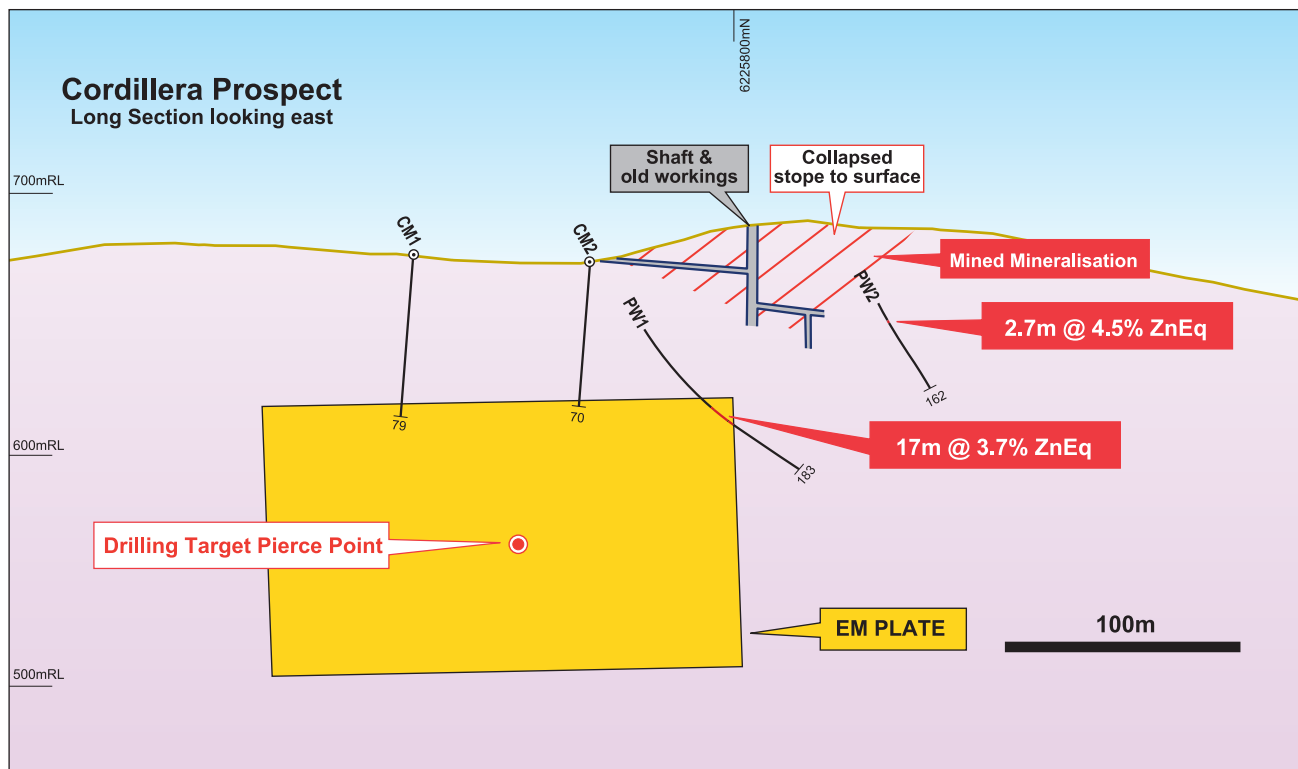 6225800mN
Cordillera Prospect
Long Section looking east
700mRL
Shaft &
old workings
Collapsed
stope to surface
CM1
CM2
Mined Mineralisation
PW1
PW2
2.7m @ 4.5% ZnEq
162
79
70
17m @ 3.7% ZnEq
600mRL
183
Drilling Target Pierce Point
EM PLATE
100m
500mRL